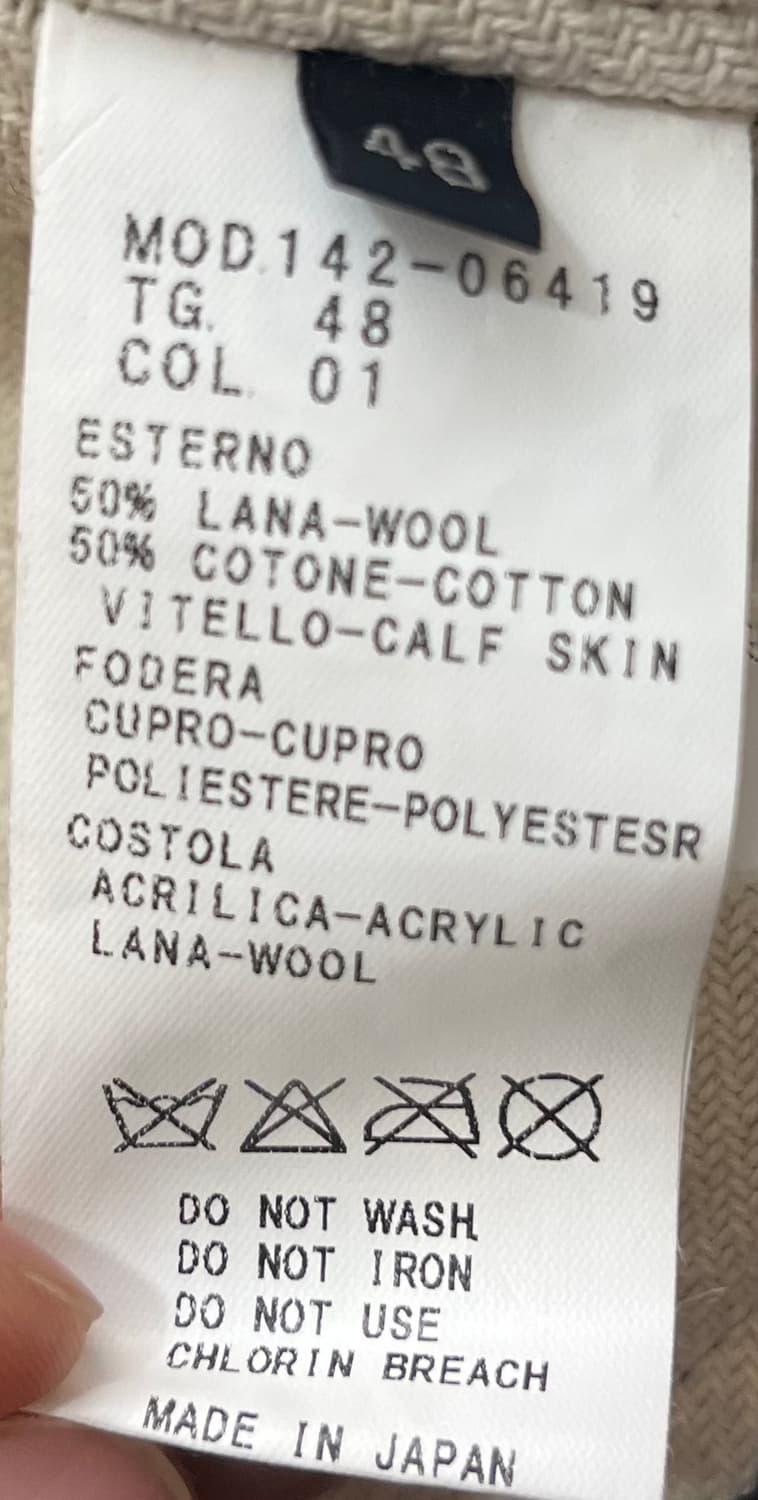 48
MOD.142-06419
TG. 48
COL. 01
ESTERNO
50% LANA-WOOL
50% COTONE-COTTON
VITELLO-CALF SKIN
FODERA
CUPRO-CUPRO
POLIESTERE-POLYESTESR
COSTOLA
ACRILICA-ACRYLIC
LANA-WOOL
DO NOT WASH
DO NOT IRON
DO NOT USE
CHLORIN BREACH
MADE IN JAPAN